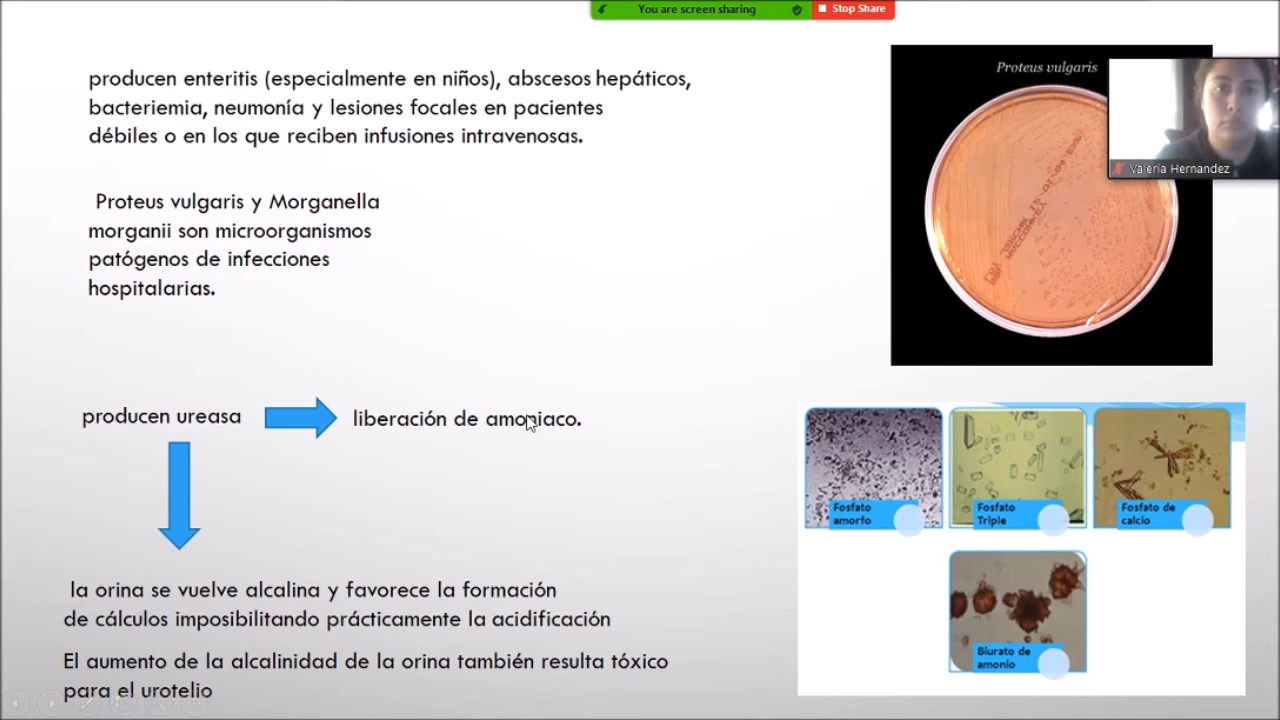 You are screen sharing
Stop Share
producen enteritis (especialmente en niños), abscesos hepáticos,
bacteriemia, neumonía y lesiones focales en pacientes
débiles o en los que reciben infusiones intravenosas.
Proteus vulgaris
Valeria Hernandez
Proteus vulgaris y Morganella
morganii son microorganismos
patógenos de infecciones
hospitalarias.
producen ureasa
liberación de amoniaco.
Fosfato
amorfo
Fosfato
Triple
Fosfato de
calcio
la orina se vuelve alcalina y favorece la formación
de cálculos imposibilitando prácticamente la acidificación
El aumento de la alcalinidad de la orina también resulta tóxico
para el urotelio
Biurato de
amonio